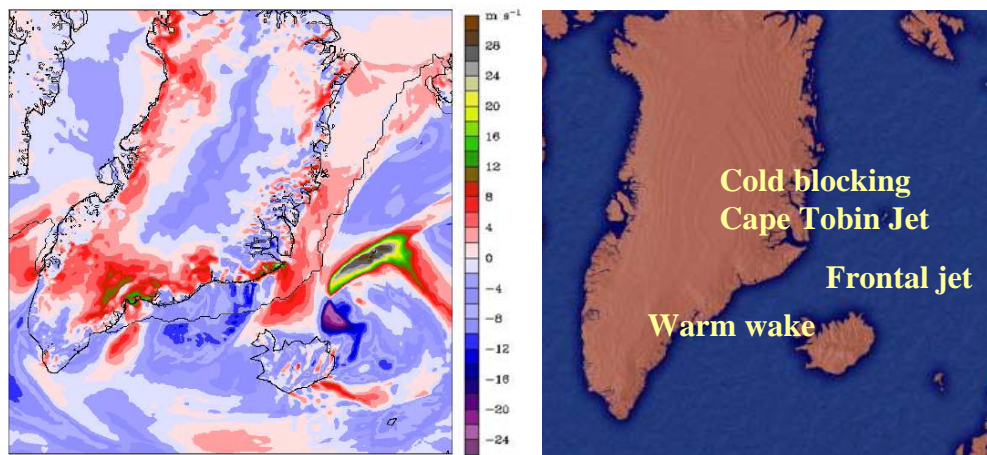 m s⁻¹
28
24
20
16
12
8
4
0
−4
−8
−12
−16
−20
−24
Cold blocking
Cape Tobin Jet
Frontal jet
Warm wake